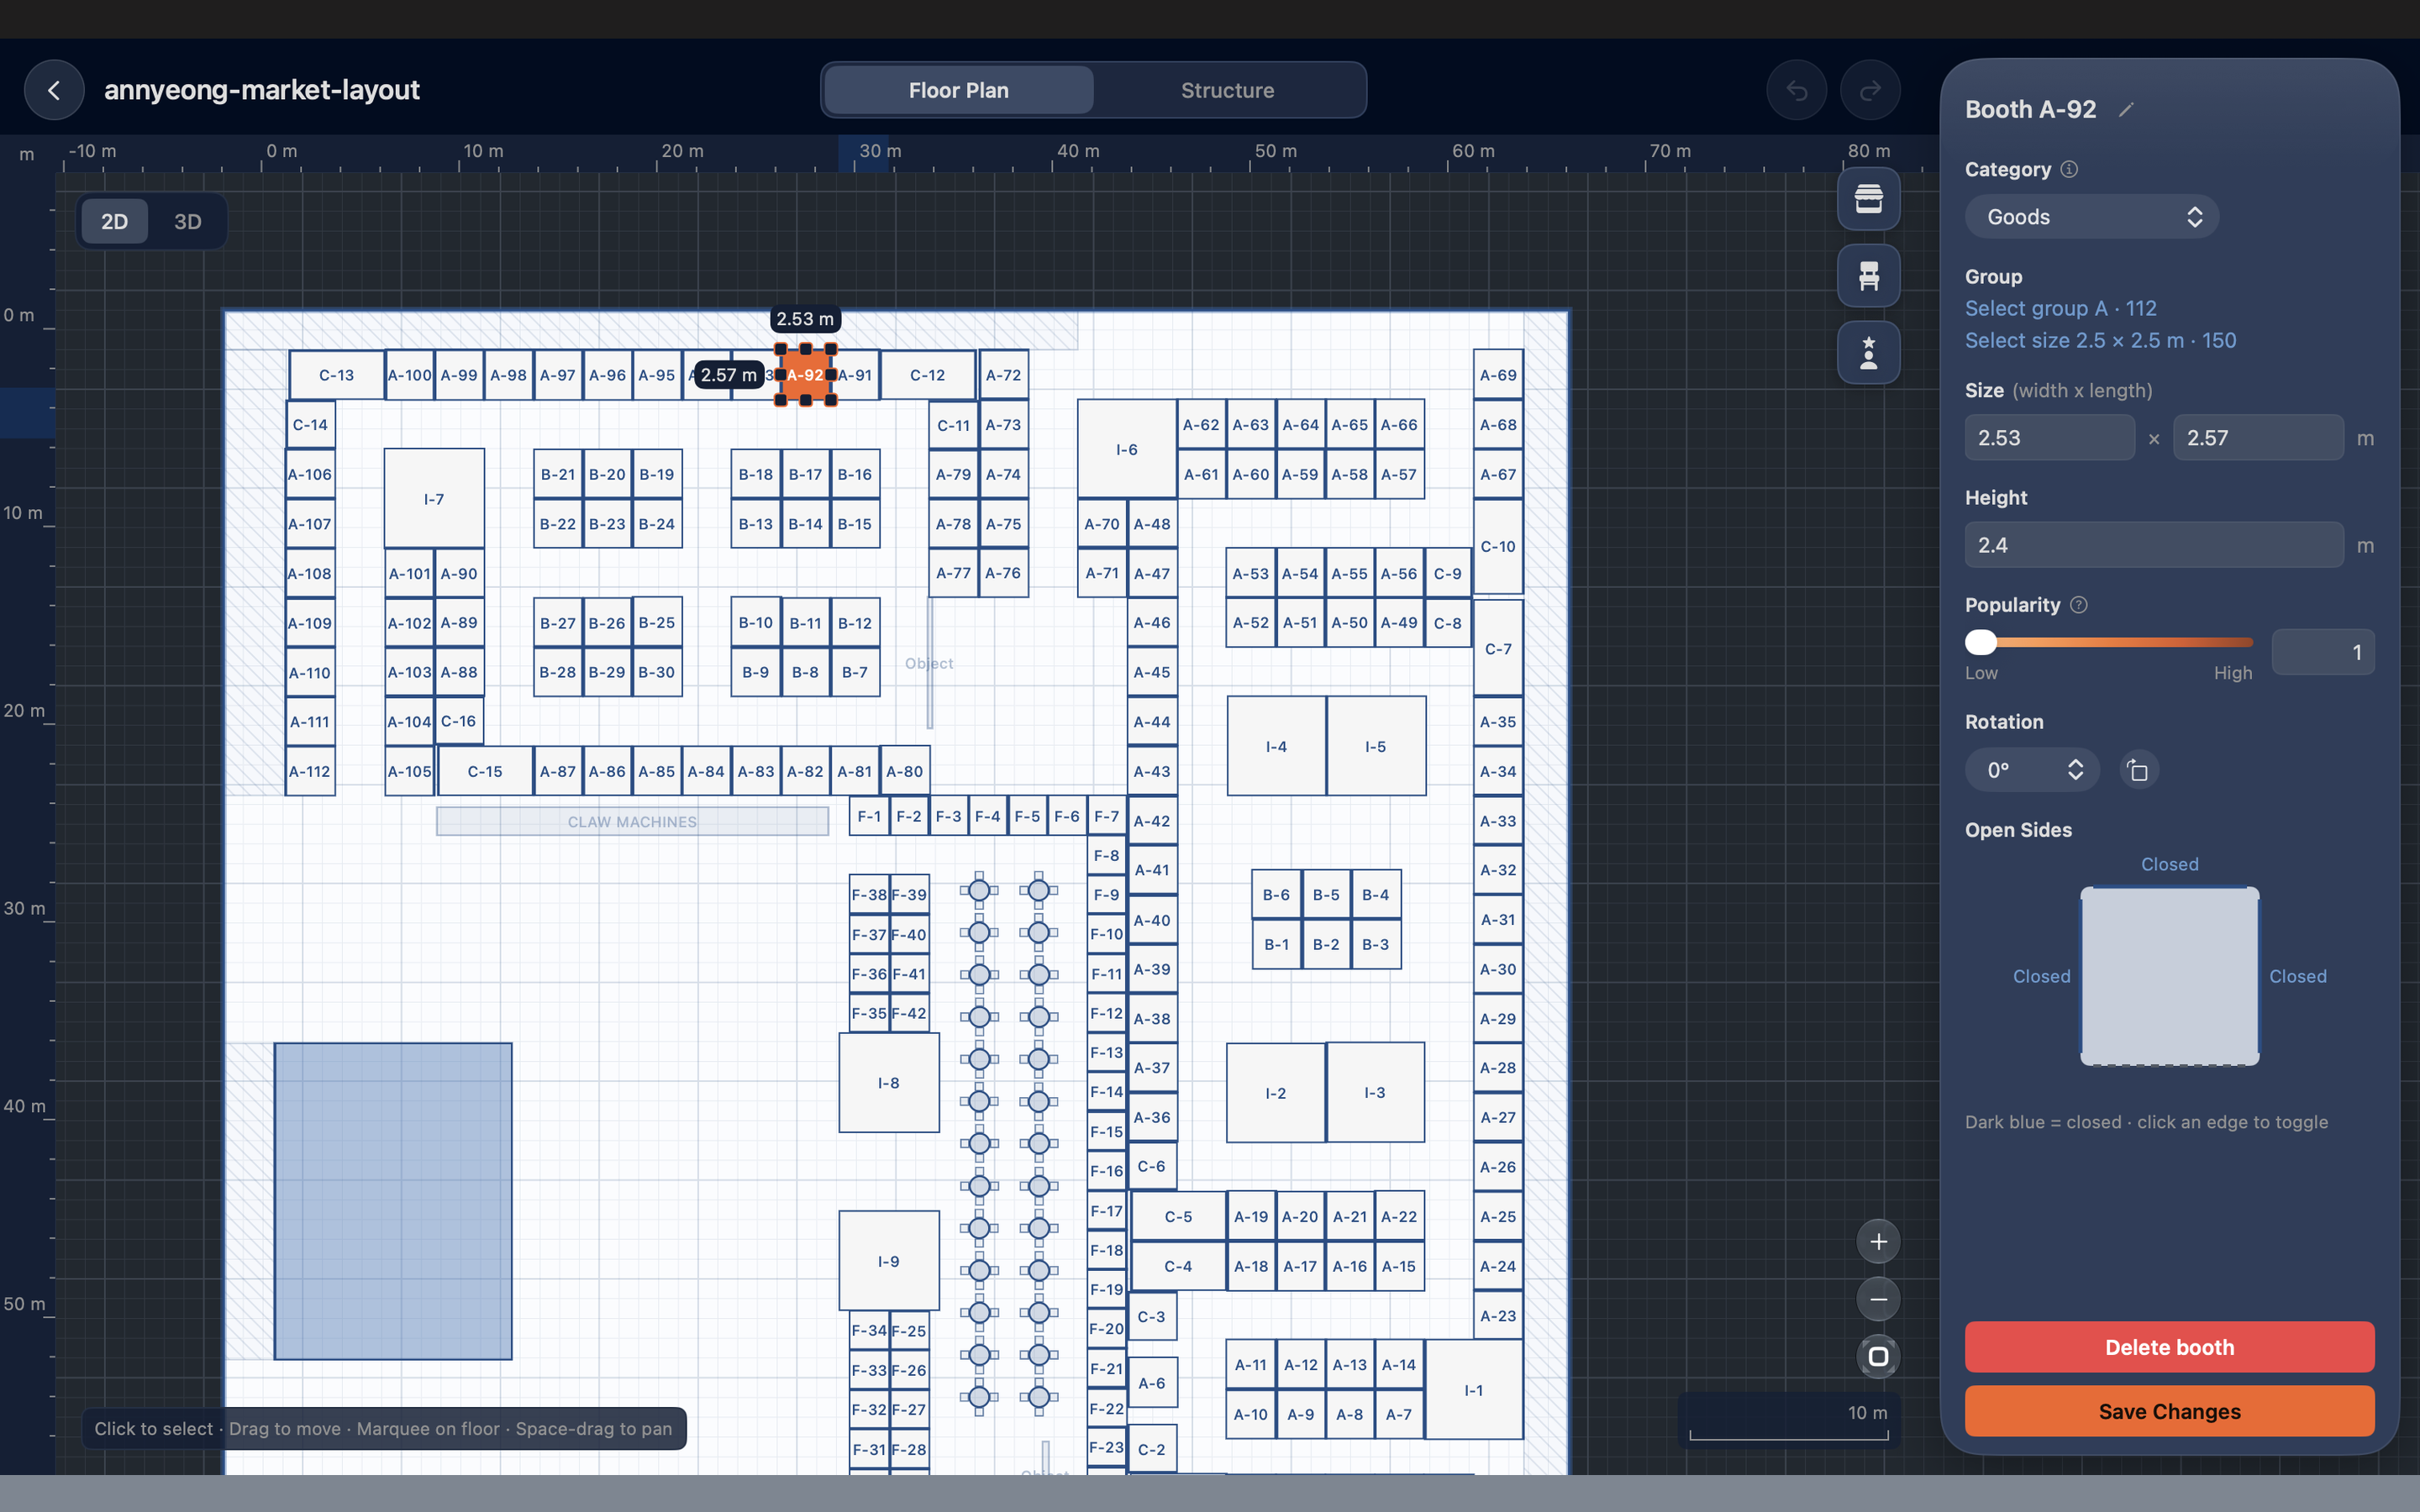 annyeong-market-layout
Floor Plan
Structure
m
-10 m 0 m 10 m 20 m 30 m 40 m 50 m 60 m 70 m 80 m
2D 3D
0 m
10 m
20 m
30 m
40 m
50 m
2.53 m
C-13 A-100 A-99 A-98 A-97 A-96 A-95 2.57 m A-92 A-91 C-12 A-72 A-69
C-14 C-11 A-73 A-62 A-63 A-64 A-65 A-66 A-68
I-6
A-106 B-21 B-20 B-19 B-18 B-17 B-16 A-79 A-74 A-61 A-60 A-59 A-58 A-57 A-67
I-7
A-107 B-22 B-23 B-24 B-13 B-14 B-15 A-78 A-75 A-70 A-48
C-10
A-108 A-101 A-90 A-77 A-76 A-71 A-47 A-53 A-54 A-55 A-56 C-9
A-109 A-102 A-89 B-27 B-26 B-25 B-10 B-11 B-12 A-46 A-52 A-51 A-50 A-49 C-8
C-7
Object
A-110 A-103 A-88 B-28 B-29 B-30 B-9 B-8 B-7 A-45
A-111 A-104 C-16 A-44 A-35
I-4 I-5
A-112 A-105 C-15 A-87 A-86 A-85 A-84 A-83 A-82 A-81 A-80 A-43 A-34
CLAW MACHINES F-1 F-2 F-3 F-4 F-5 F-6 F-7 A-42 A-33
F-8
A-41 A-32
F-38 F-39 F-9 B-6 B-5 B-4
A-40 A-31
F-37 F-40 F-10 B-1 B-2 B-3
F-36 F-41 F-11 A-39 A-30
F-35 F-42 F-12 A-38 A-29
F-13
A-37 A-28
I-8
F-14 I-2 I-3
A-36 A-27
F-15
F-16 C-6 A-26
F-17 C-5 A-19 A-20 A-21 A-22 A-25
F-18
I-9 C-4 A-18 A-17 A-16 A-15 A-24
F-19
C-3 A-23
F-34 F-25 F-20
F-33 F-26 F-21 A-11 A-12 A-13 A-14
A-6 I-1
F-32 F-27 F-22 A-10 A-9 A-8 A-7
F-31 F-28 F-23 C-2
Click to select · Drag to move · Marquee on floor · Space-drag to pan
10 m
Booth A-92
Category
Goods
Group
Select group A · 112
Select size 2.5 × 2.5 m · 150
Size (width x length)
2.53 × 2.57 m
Height
2.4 m
Popularity
1
Low High
Rotation
0°
Open Sides
Closed
Closed Closed
Dark blue = closed · click an edge to toggle
Delete booth
Save Changes